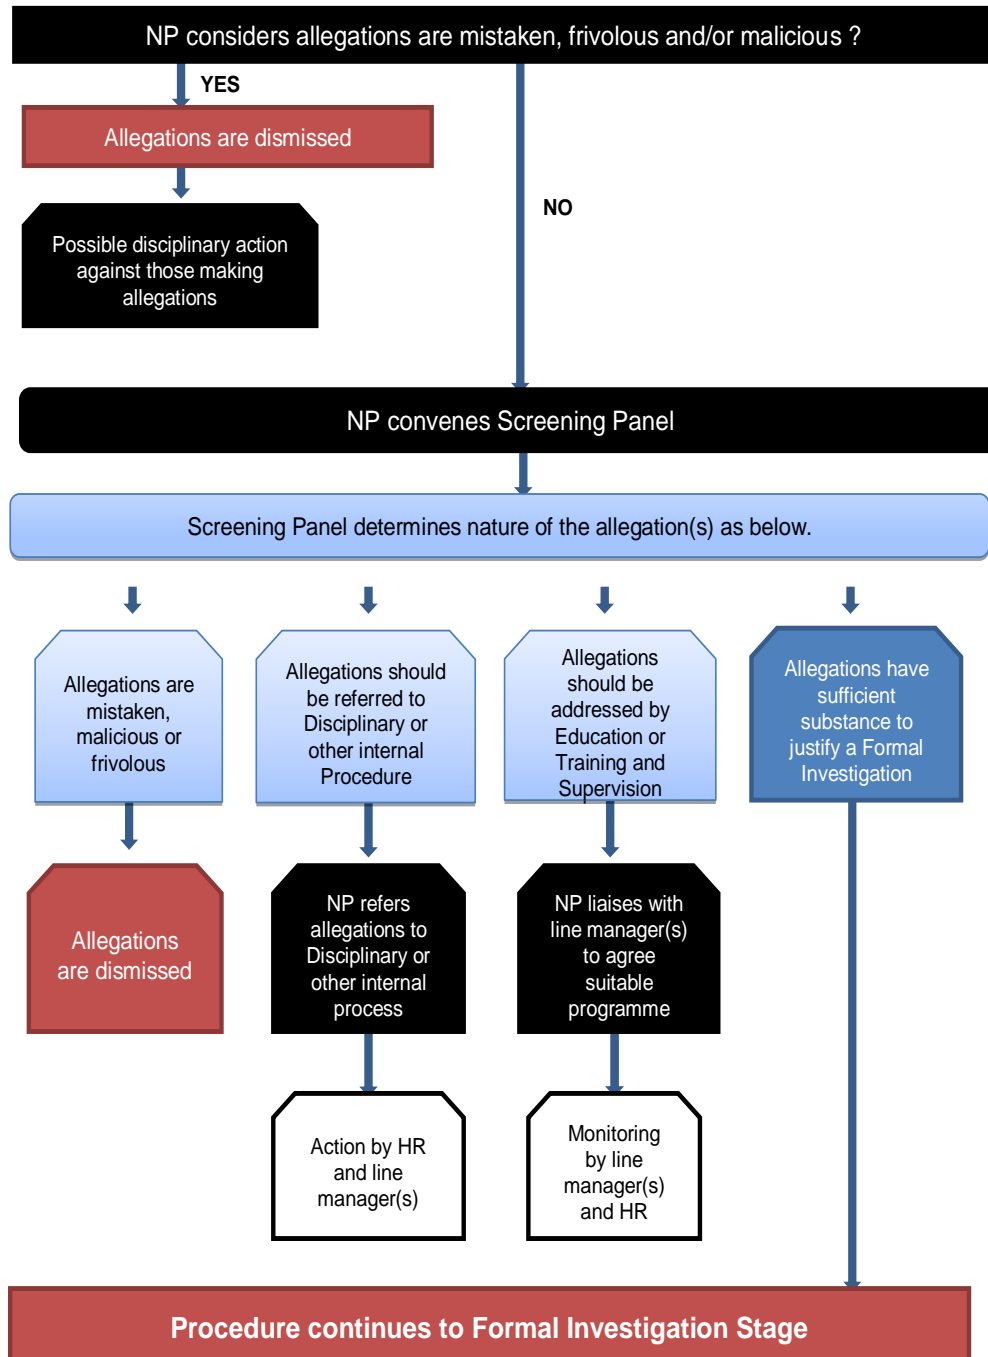 NP considers allegations are mistaken, frivolous and/or malicious ?
YES
Allegations are dismissed
NO
Possible disciplinary action
against those making
allegations
NP convenes Screening Panel
Screening Panel determines nature of the allegation(s) as below.
Allegations are
mistaken,
malicious or
frivolous
Allegations should
be referred to
Disciplinary or
other internal
Procedure
Allegations
should be
addressed by
Education or
Training and
Supervision
Allegations have
sufficient
substance to
justify a Formal
Investigation
Allegations
are dismissed
NP refers
allegations to
Disciplinary or
other internal
process
NP liaises with
line manager(s)
to agree
suitable
programme
Action by HR
and line
manager(s)
Monitoring
by line
manager(s)
and HR
Procedure continues to Formal Investigation Stage